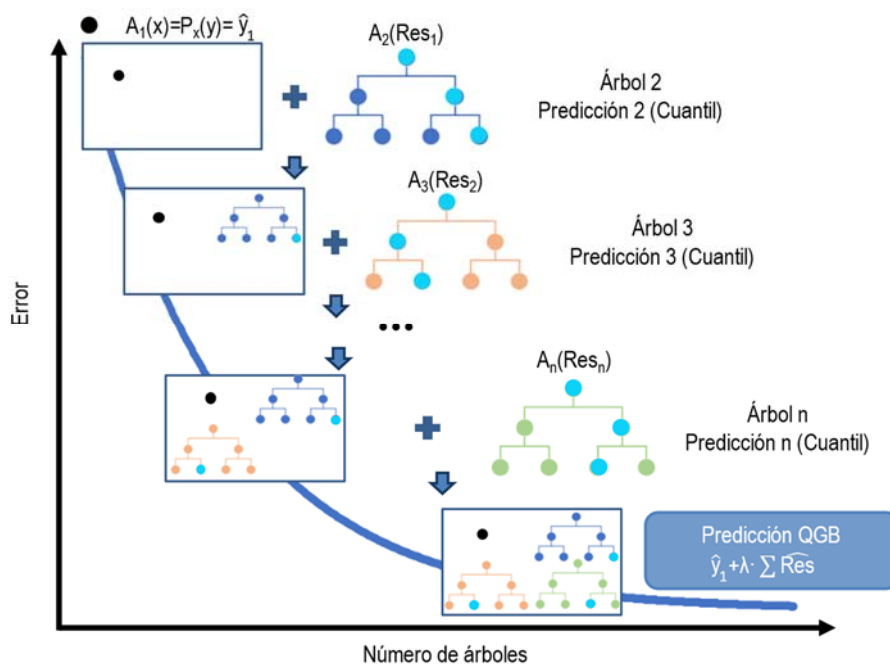 A₁(x)=Pₓ(y)= ŷ₁
A₂(Res₁)
Árbol 2
Predicción 2 (Cuantil)
A₃(Res₂)
Árbol 3
Predicción 3 (Cuantil)
...
Aₙ(Resₙ)
Árbol n
Predicción n (Cuantil)
Predicción QGB
ŷ₁+λ· ∑ R͡es
Error
Número de árboles